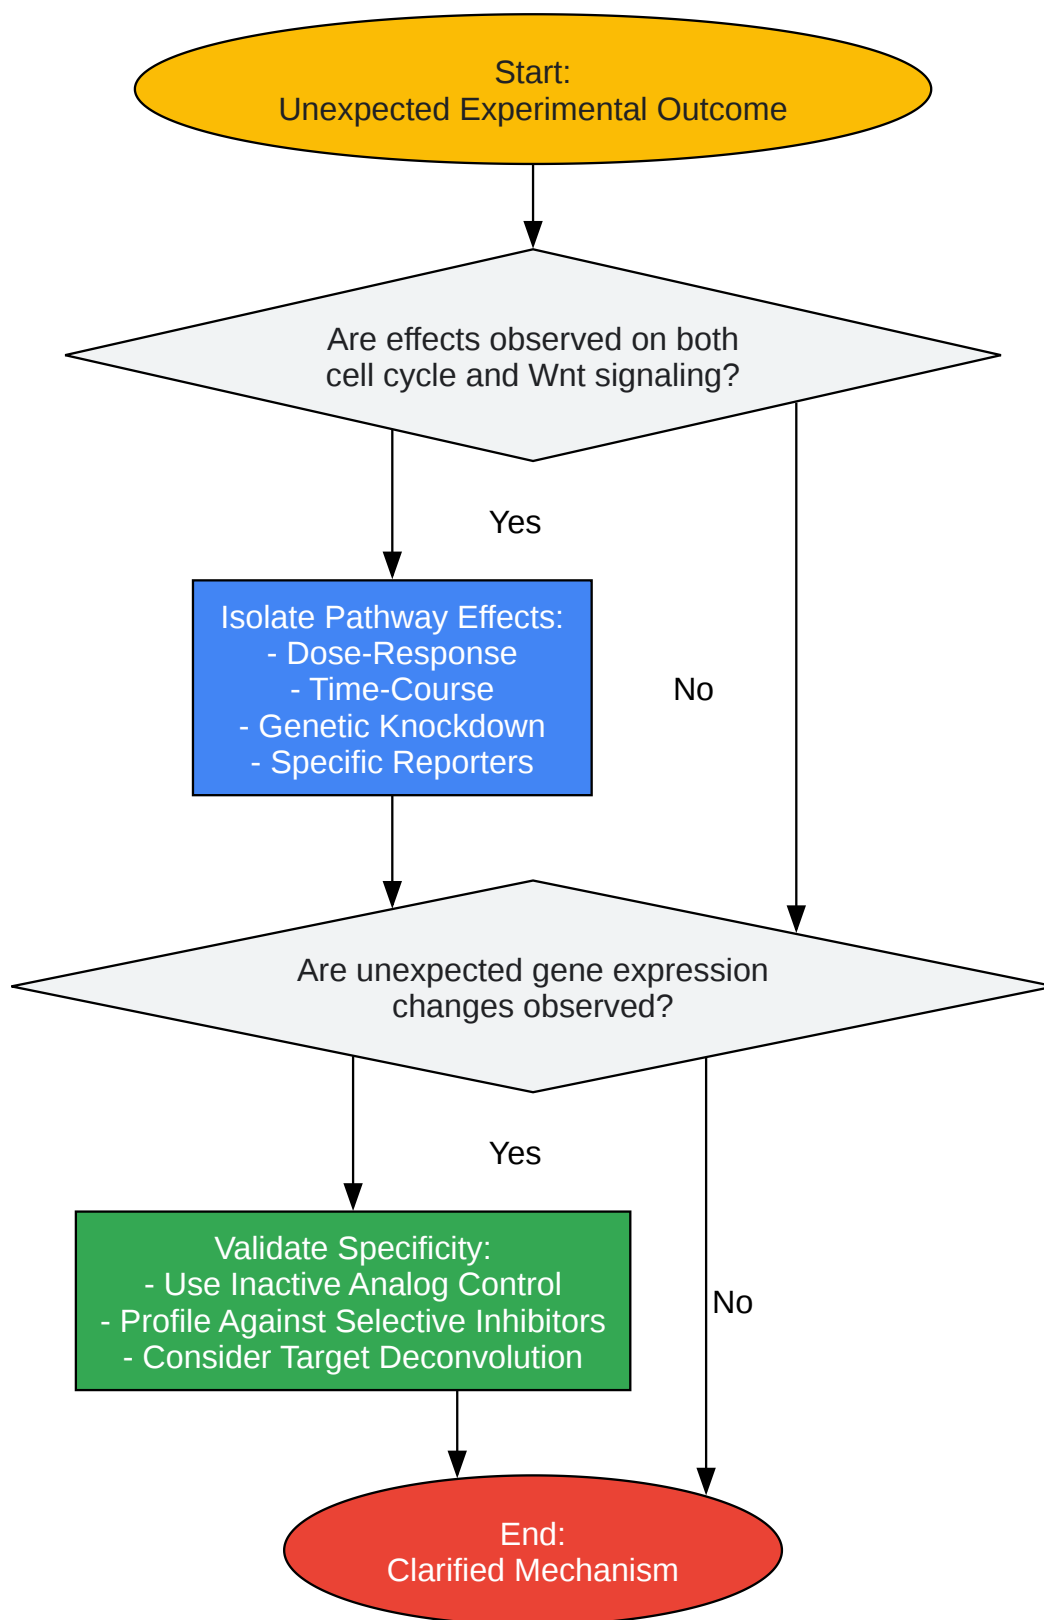 Start:
Unexpected Experimental Outcome
Are effects observed on both
cell cycle and Wnt signaling?
Yes
Isolate Pathway Effects:
- Dose-Response
- Time-Course
- Genetic Knockdown
- Specific Reporters
No
Are unexpected gene expression
changes observed?
Yes
Validate Specificity:
- Use Inactive Analog Control
- Profile Against Selective Inhibitors
- Consider Target Deconvolution
No
End:
Clarified Mechanism